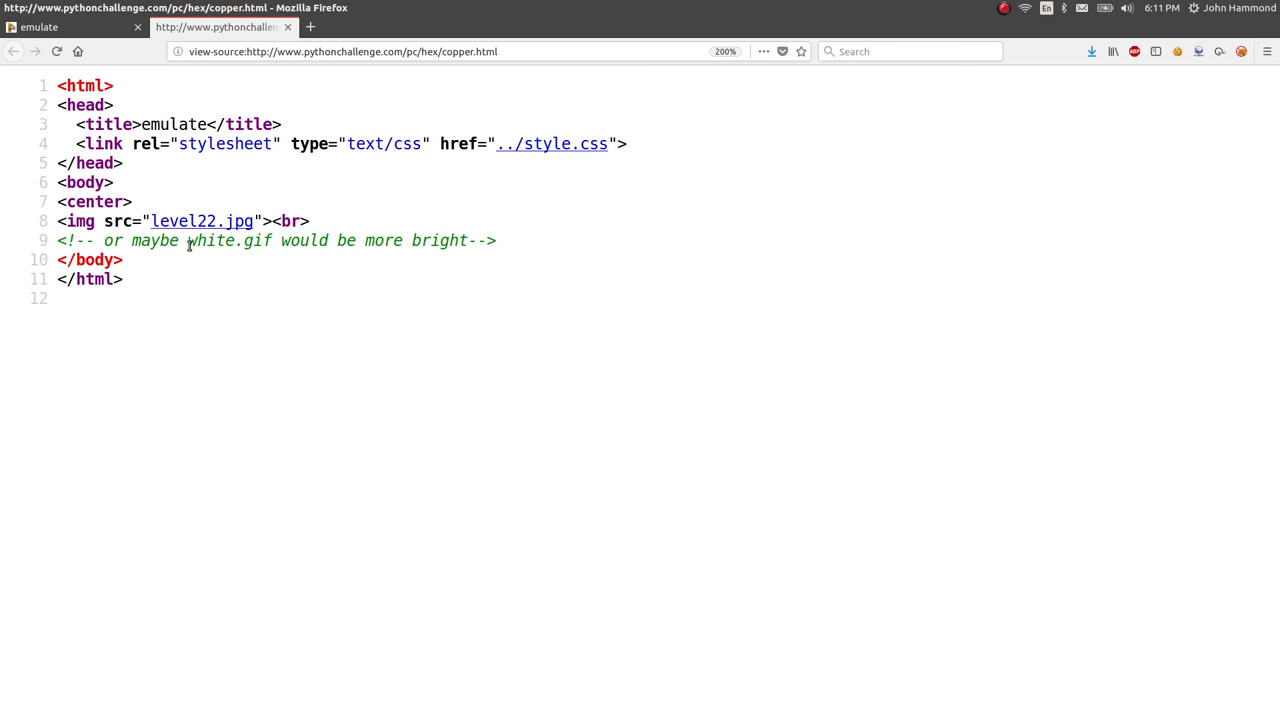 http://www.pythonchallenge.com/pc/hex/copper.html - Mozilla Firefox
En
6:11 PM
John Hammond
emulate
http://www.pythonchallen
view-source:http://www.pythonchallenge.com/pc/hex/copper.html
200%
Search
ABP
1 <html>
2 <head>
3 <title>emulate</title>
4 <link rel="stylesheet" type="text/css" href="../style.css">
5 </head>
6 <body>
7 <center>
8 <img src="level22.jpg"><br>
9 <!-- or maybe white.gif would be more bright-->
10 </body>
11 </html>
12